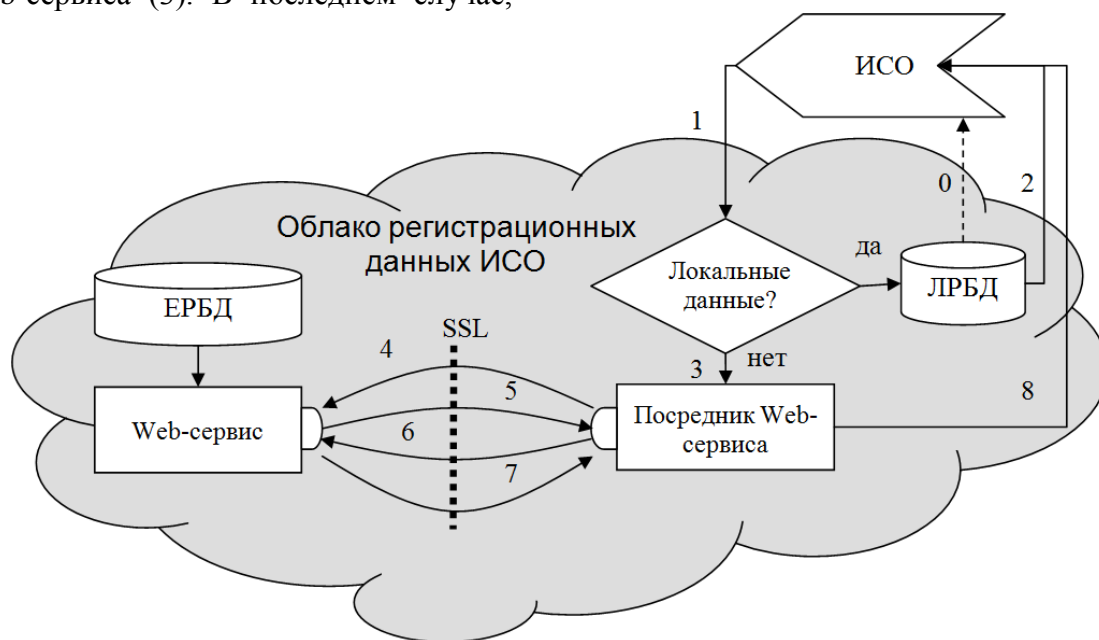 b-сервиса (3). В последнем случае,
ИСО
1
0
2
Облако регистрационных
данных ИСО
да
Локальные
данные?
ЛРБД
ЕРБД
SSL
4
нет
3
5
8
Web-сервис
6
Посредник Web-
сервиса
7